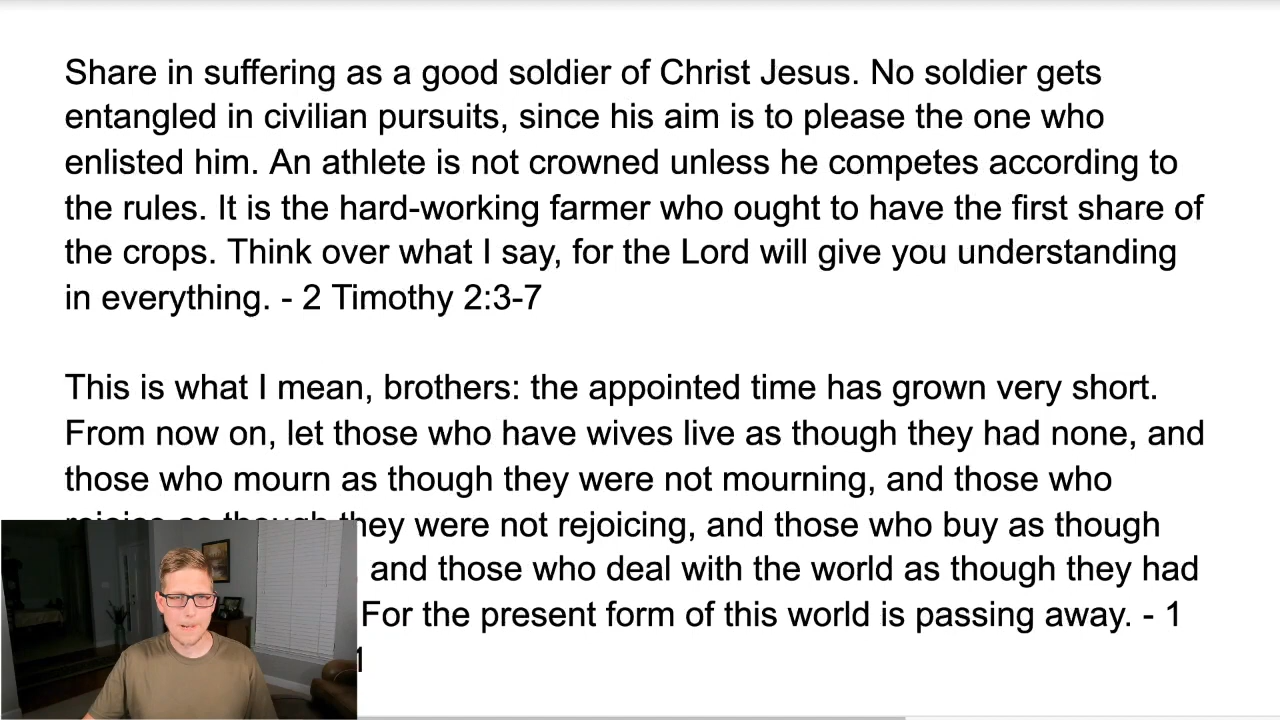 Share in suffering as a good soldier of Christ Jesus. No soldier gets
entangled in civilian pursuits, since his aim is to please the one who
enlisted him. An athlete is not crowned unless he competes according to
the rules. It is the hard-working farmer who ought to have the first share of
the crops. Think over what I say, for the Lord will give you understanding
in everything. - 2 Timothy 2:3-7
This is what I mean, brothers: the appointed time has grown very short.
From now on, let those who have wives live as though they had none, and
those who mourn as though they were not mourning, and those who
rejoice as though they were not rejoicing, and those who buy as though
and those who deal with the world as though they had
For the present form of this world is passing away. - 1
1